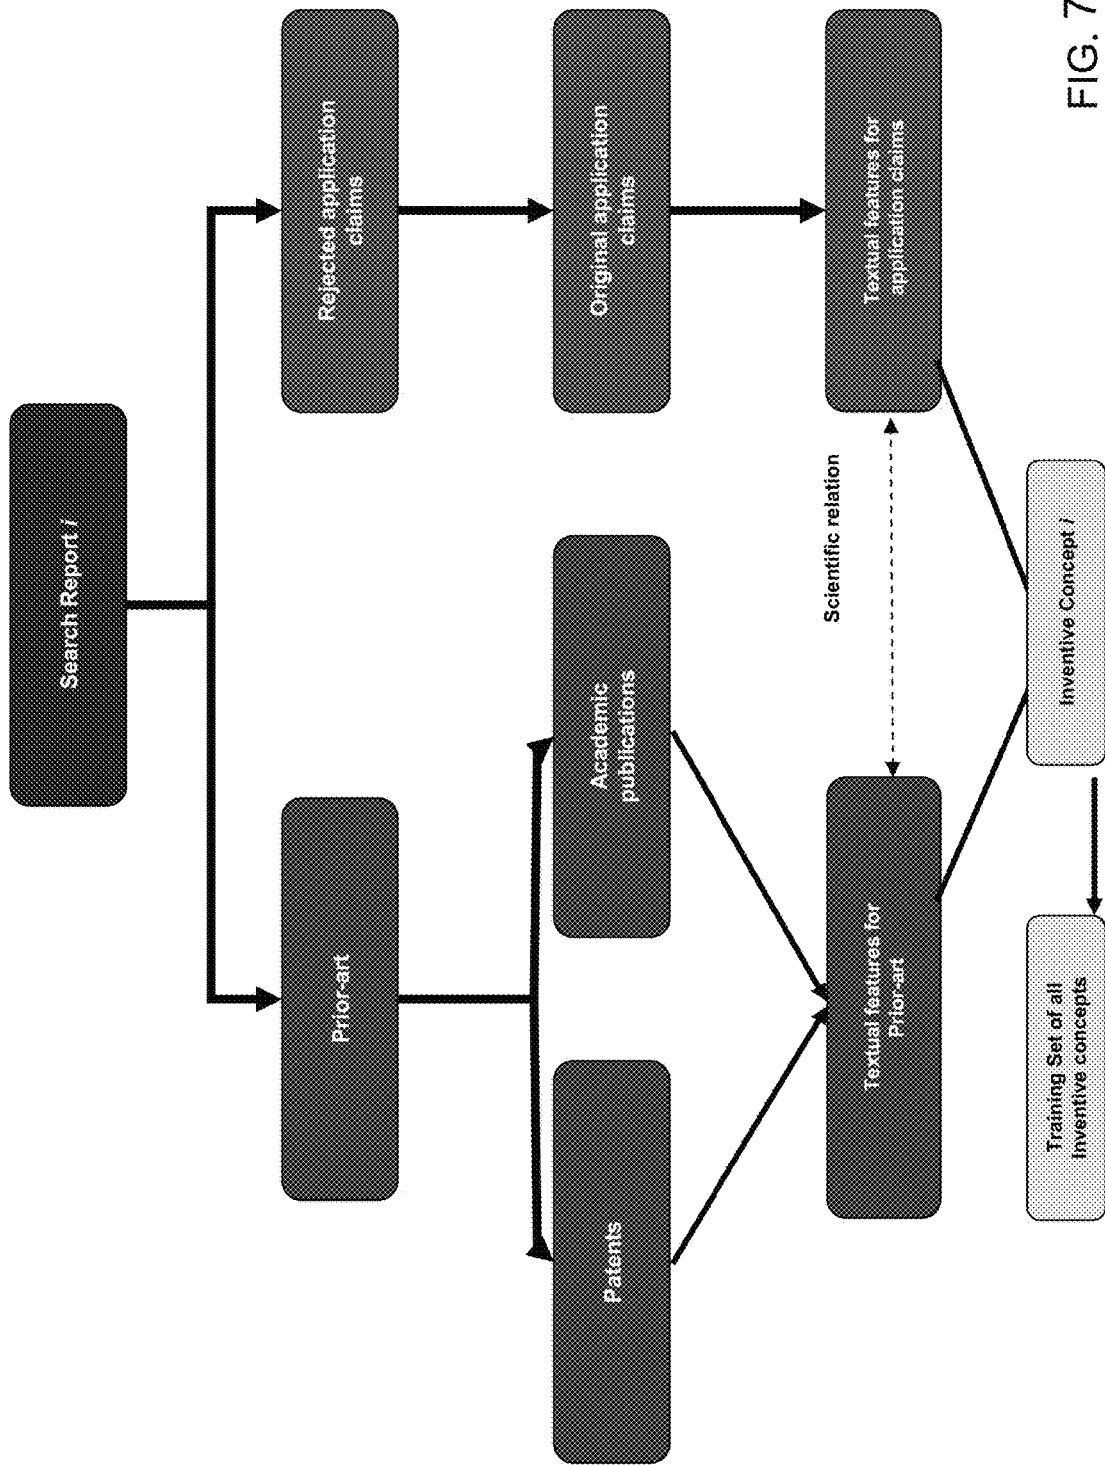 Search Report i
Prior-art
Rejected application
claims
Patents
Academic
publications
Original application
claims
Textual features for
Prior-art
Scientific relation
Textual features for
application claims
Training Set of all
Inventive concepts
Inventive Concept i
FIG. 7